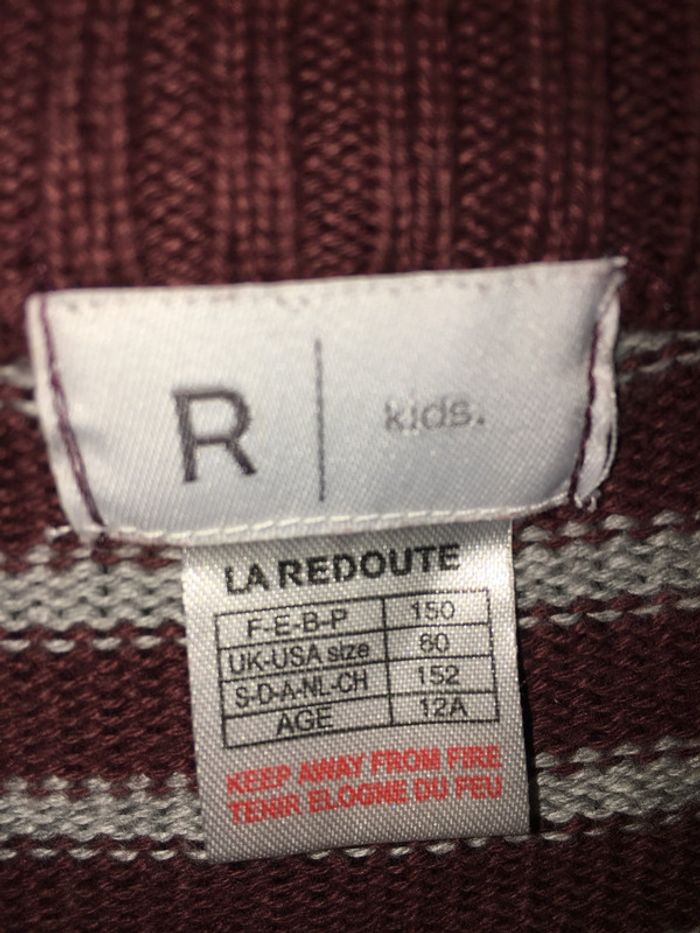 R | kids.
LA REDOUTE
F-E-B-P 150
UK-USA size 60
S-D-A-NL-CH 152
AGE 12A
KEEP AWAY FROM FIRE
TENIR ELOGNE DU FEU